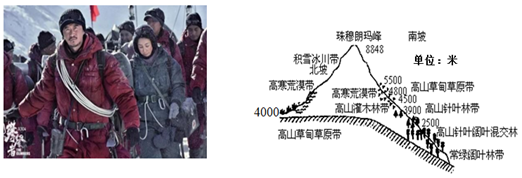 珠穆朗玛峰 南坡
8848
积雪冰川带 单位：米
北坡
5500
高寒荒漠带 4800 高山草甸草原带
高寒荒漠带 4500
4000 高山灌木林带 3900 高山针叶林带
高山草甸草原带 2500
高山针叶阔叶混交林
常绿阔叶林带